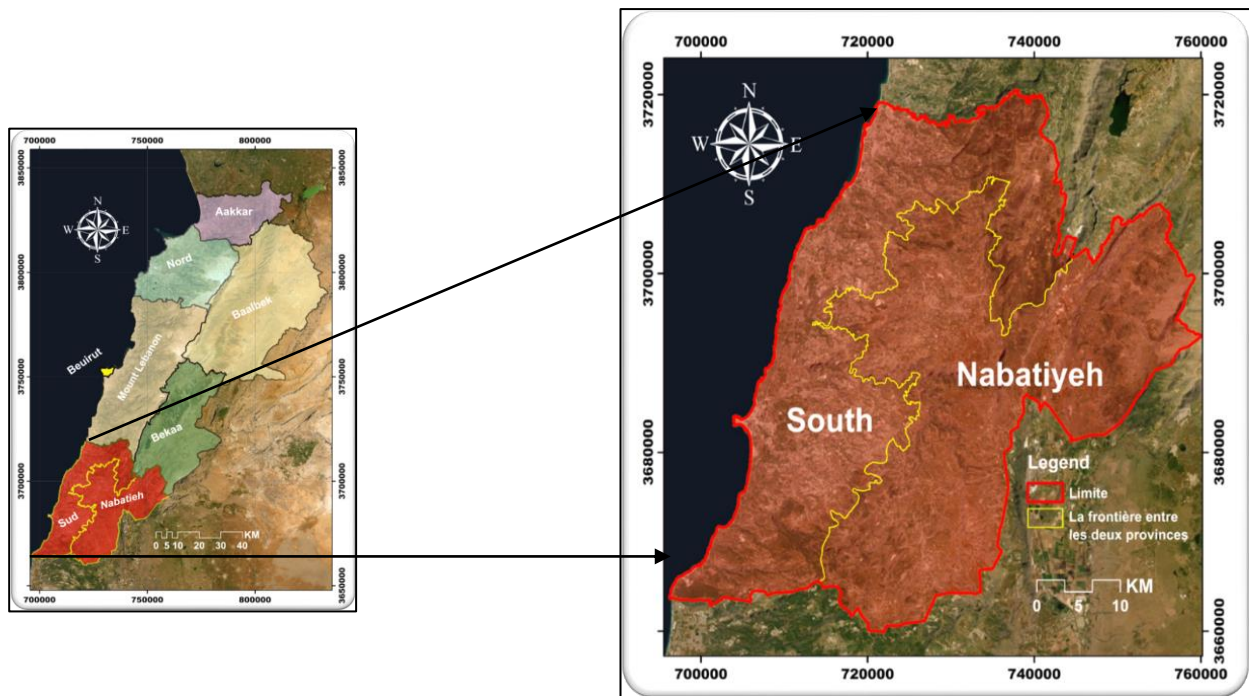 700000 750000 800000
3850000
3850000
Aakkar
N
W E
S
Nord
3800000
3800000
Baalbek
Beuirut
Mount Lebanon
3750000
3750000
Bekaa
3700000
3700000
Sud
Nabatieh
KM
0 5 10 20 30 40
3650000
700000 750000 800000
700000 720000 740000 760000
3720000
3720000
N
W E
S
3700000
3700000
Nabatiyeh
South
3680000
3680000
Legend
Limite
La frontière entre
les deux provinces
KM
0 5 10
3660000
3660000
700000 720000 740000 760000